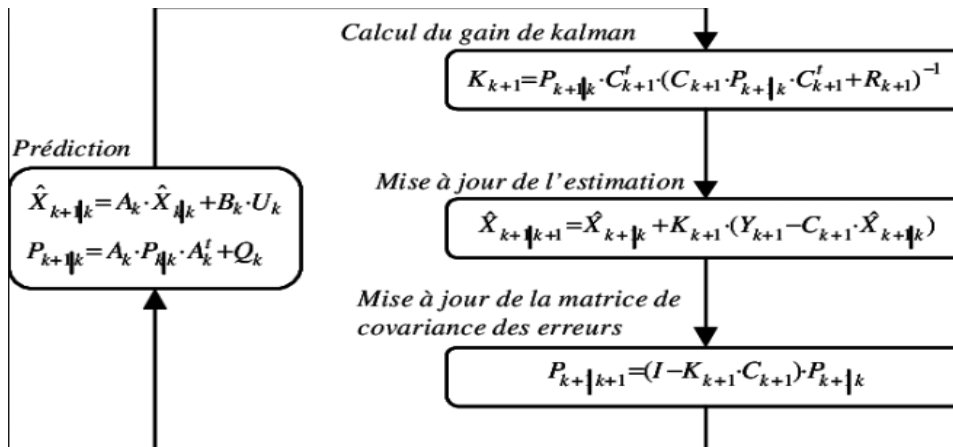 Calcul du gain de kalman
K_{k+1}=P_{k+1|k}·C^t_{k+1}·(C_{k+1}·P_{k+1|k}·C^t_{k+1}+R_{k+1})^{-1}
Prédiction
X̂_{k+1|k}=A_k·X̂_{k|k}+B_k·U_k
P_{k+1|k}=A_k·P_{k|k}·A^t_k+Q_k
Mise à jour de l'estimation
X̂_{k+1|k+1}=X̂_{k+1|k}+K_{k+1}·(Y_{k+1}−C_{k+1}·X̂_{k+1|k})
Mise à jour de la matrice de
covariance des erreurs
P_{k+1|k+1}=(I−K_{k+1}·C_{k+1})·P_{k+1|k}